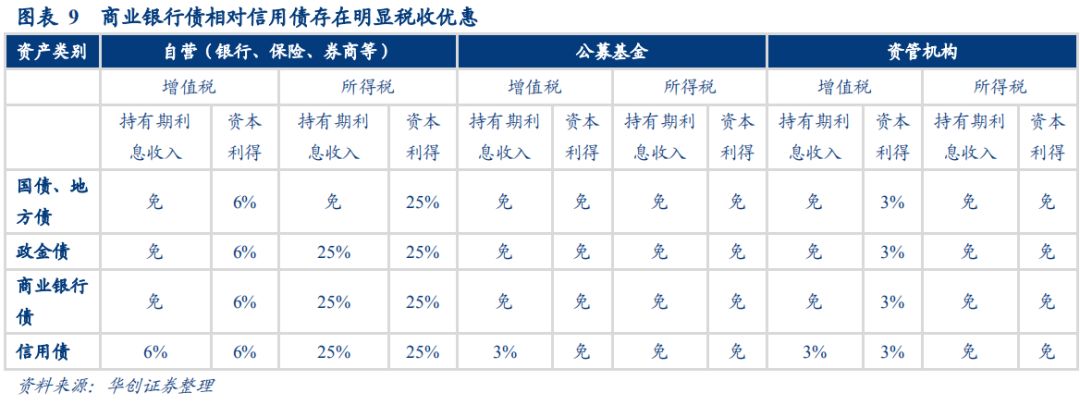 图表 9 商业银行债相对信用债存在明显税收优惠
资产类别 自营（银行、保险、券商等） 公募基金 资管机构
增值税 所得税 增值税 所得税 增值税 所得税
持有期利 资本 持有期利 资本 持有期利 资本 持有期利 资本 持有期利 资本 持有期利 资本
息收入 利得 息收入 利得 息收入 利得 息收入 利得 息收入 利得 息收入 利得
国债、地
方债 免 6% 免 25% 免 免 免 免 免 3% 免 免
政金债 免 6% 25% 25% 免 免 免 免 免 3% 免 免
商业银行
债 免 6% 25% 25% 免 免 免 免 免 3% 免 免
信用债 6% 6% 25% 25% 3% 免 免 免 3% 3% 免 免
资料来源：华创证券整理